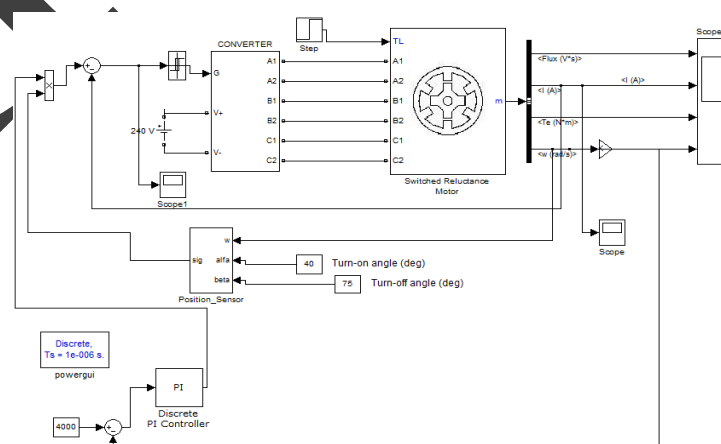 Scope
CONVERTER
Step
TL
A1
A1
<Flux (V*s)>
G
A2
A2
<I (A)>
<I (A)>
x
B1
B1
m
V+
240 V
B2
B2
<Te (N*m)>
C1
C1
V-
C2
C2
<w (rad/s)>
Switched Reluctance
Motor
Scope1
w
sig
alfa
40
Turn-on angle (deg)
Scope
beta
75
Turn-off angle (deg)
Position_Sensor
Discrete,
Ts = 1e-006 s.
powergui
PI
Discrete
PI Controller
4000